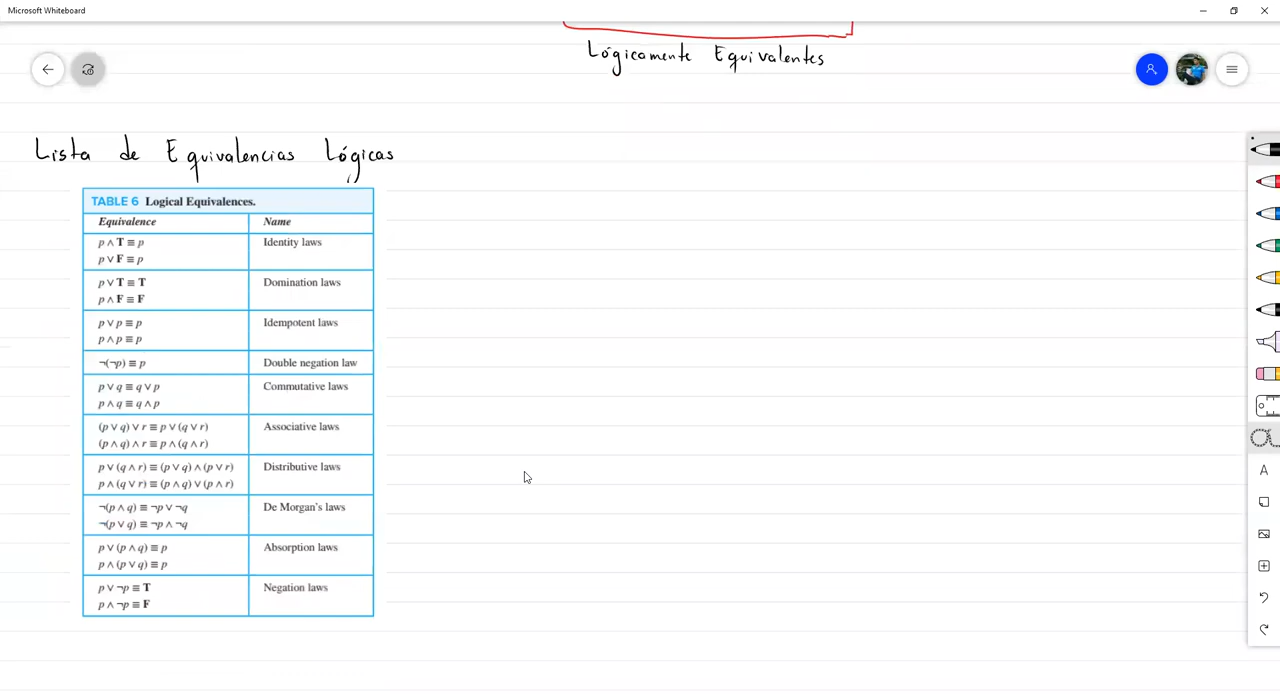 Microsoft Whiteboard
Lógicamente Equivalentes
Lista de Equivalencias Lógicas
TABLE 6 Logical Equivalences.
Equivalence Name
p ∧ T ≡ p Identity laws
p ∨ F ≡ p
p ∨ T ≡ T Domination laws
p ∧ F ≡ F
p ∨ p ≡ p Idempotent laws
p ∧ p ≡ p
¬(¬p) ≡ p Double negation law
p ∨ q ≡ q ∨ p Commutative laws
p ∧ q ≡ q ∧ p
(p ∨ q) ∨ r ≡ p ∨ (q ∨ r) Associative laws
(p ∧ q) ∧ r ≡ p ∧ (q ∧ r)
p ∨ (q ∧ r) ≡ (p ∨ q) ∧ (p ∨ r) Distributive laws
p ∧ (q ∨ r) ≡ (p ∧ q) ∨ (p ∧ r)
¬(p ∧ q) ≡ ¬p ∨ ¬q De Morgan's laws
¬(p ∨ q) ≡ ¬p ∧ ¬q
p ∨ (p ∧ q) ≡ p Absorption laws
p ∧ (p ∨ q) ≡ p
p ∨ ¬p ≡ T Negation laws
p ∧ ¬p ≡ F
A